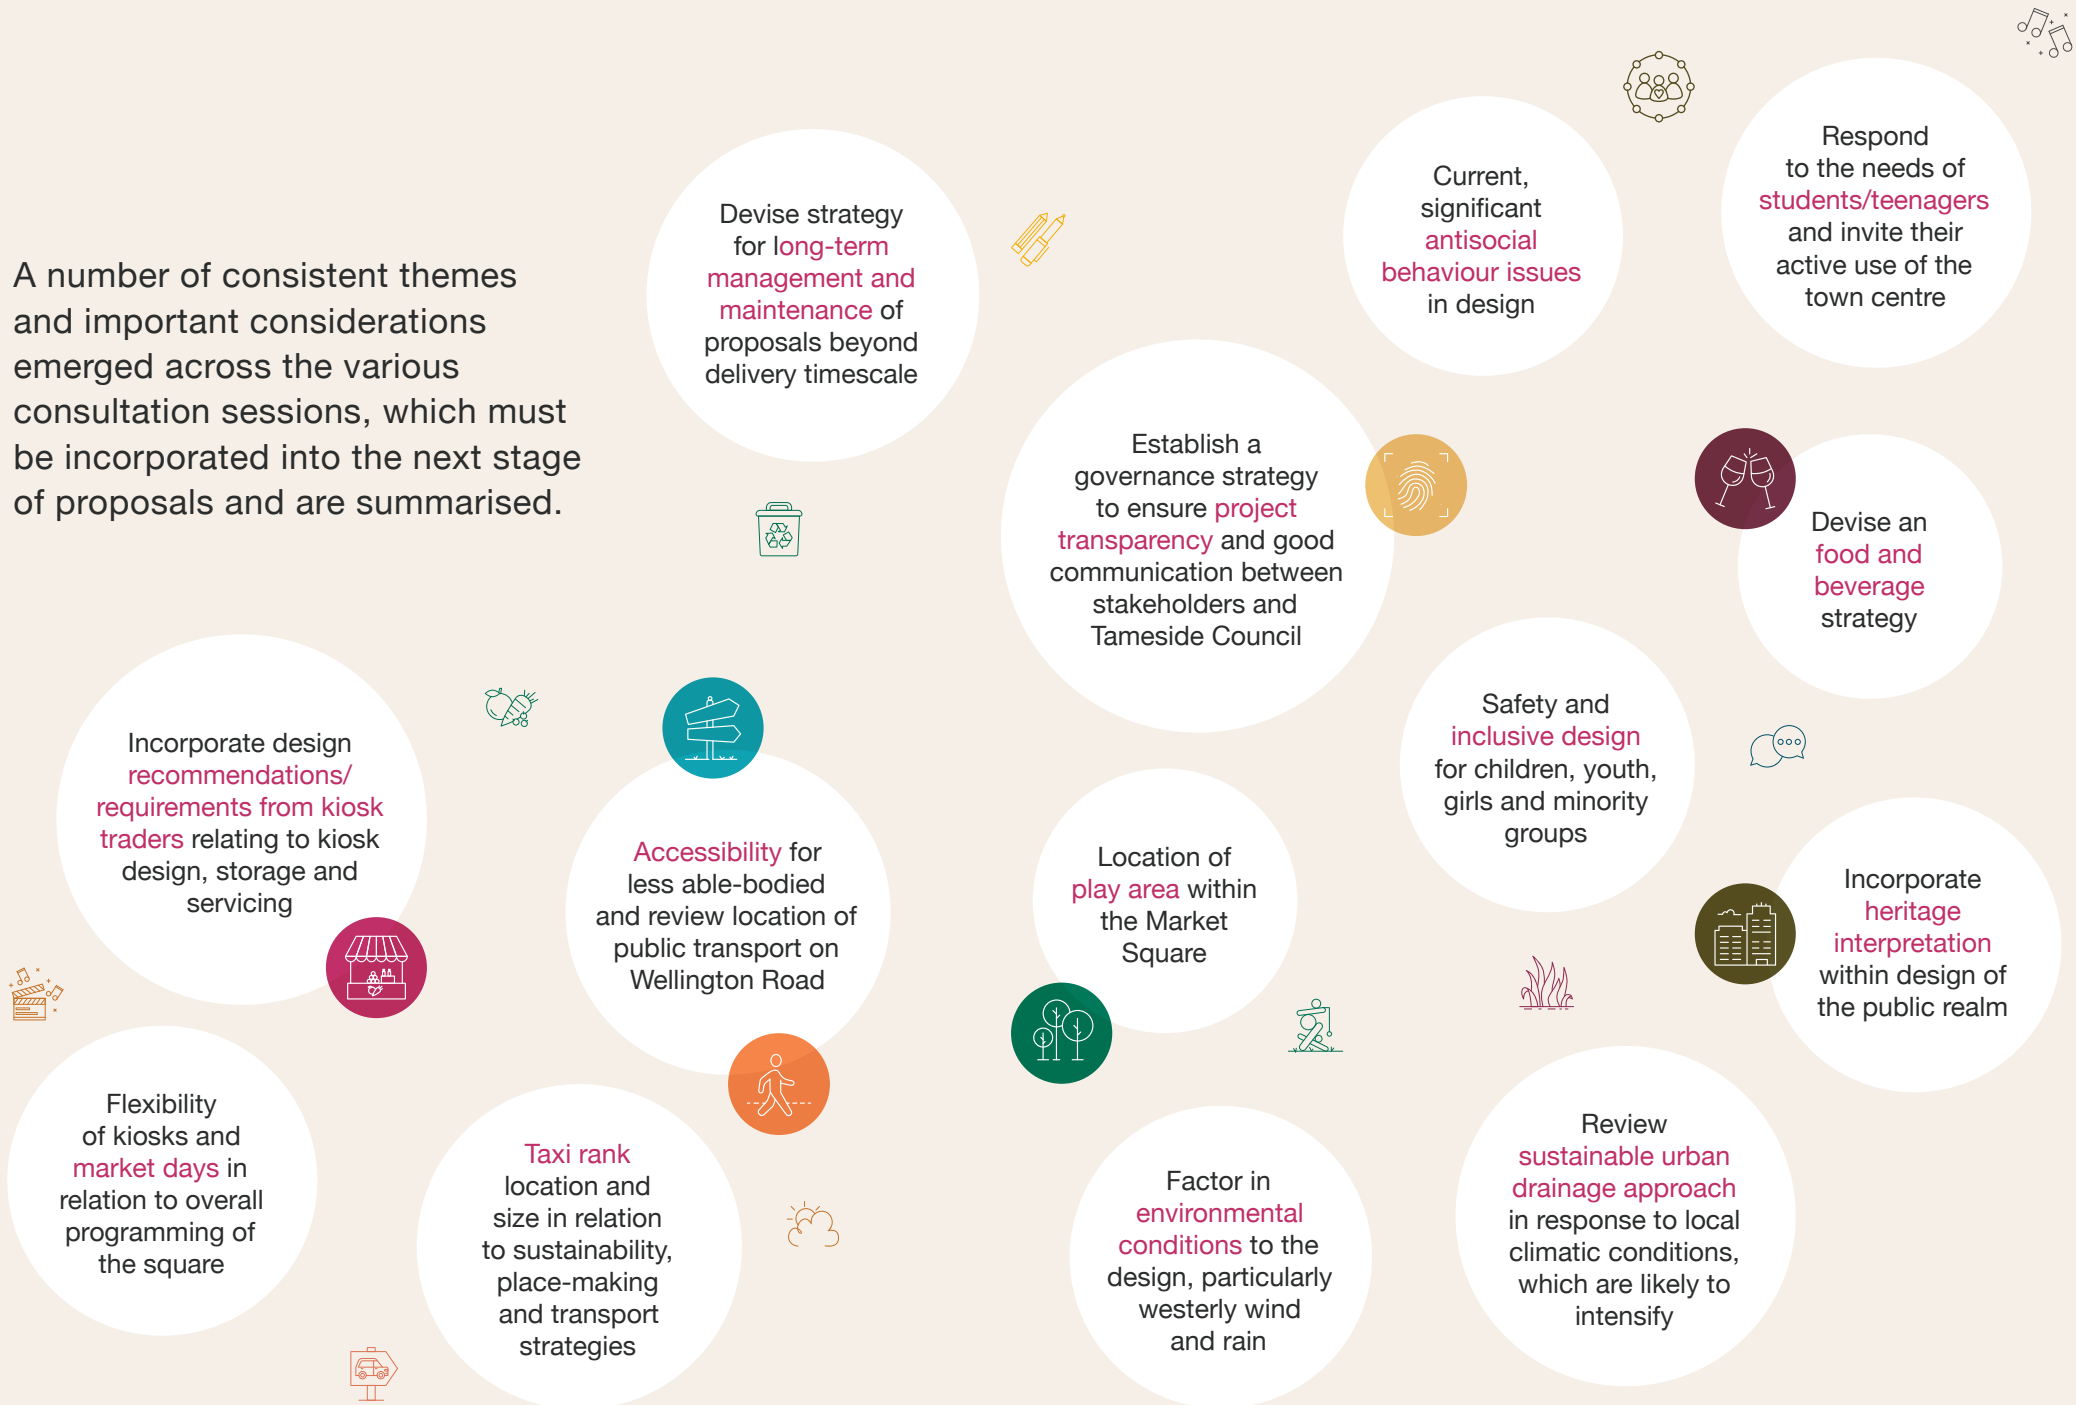 A number of consistent themes
and important considerations
emerged across the various
consultation sessions, which must
be incorporated into the next stage
of proposals and are summarised.
Devise strategy
for long-term
management and
maintenance of
proposals beyond
delivery timescale
Current,
significant
antisocial
behaviour issues
in design
Respond
to the needs of
students/teenagers
and invite their
active use of the
town centre
Establish a
governance strategy
to ensure project
transparency and good
communication between
stakeholders and
Tameside Council
Devise an
food and
beverage
strategy
Safety and
inclusive design
for children, youth,
girls and minority
groups
Incorporate design
recommendations/
requirements from kiosk
traders relating to kiosk
design, storage and
servicing
Accessibility for
less able-bodied
and review location of
public transport on
Wellington Road
Location of
play area within
the Market
Square
Incorporate
heritage
interpretation
within design of
the public realm
Flexibility
of kiosks and
market days in
relation to overall
programming of
the square
Taxi rank
location and
size in relation
to sustainability,
place-making
and transport
strategies
Factor in
environmental
conditions to the
design, particularly
westerly wind
and rain
Review
sustainable urban
drainage approach
in response to local
climatic conditions,
which are likely to
intensify